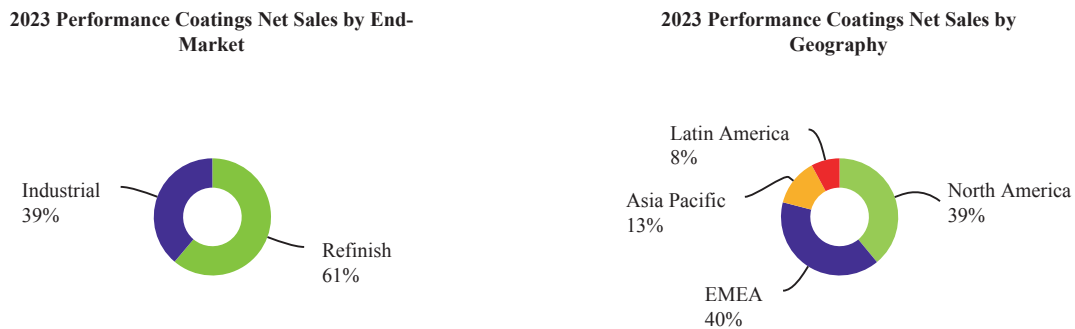 2023 Performance Coatings Net Sales by End-
Market
Industrial
39%
Refinish
61%
2023 Performance Coatings Net Sales by
Geography
Latin America
8%
Asia Pacific
13%
North America
39%
EMEA
40%